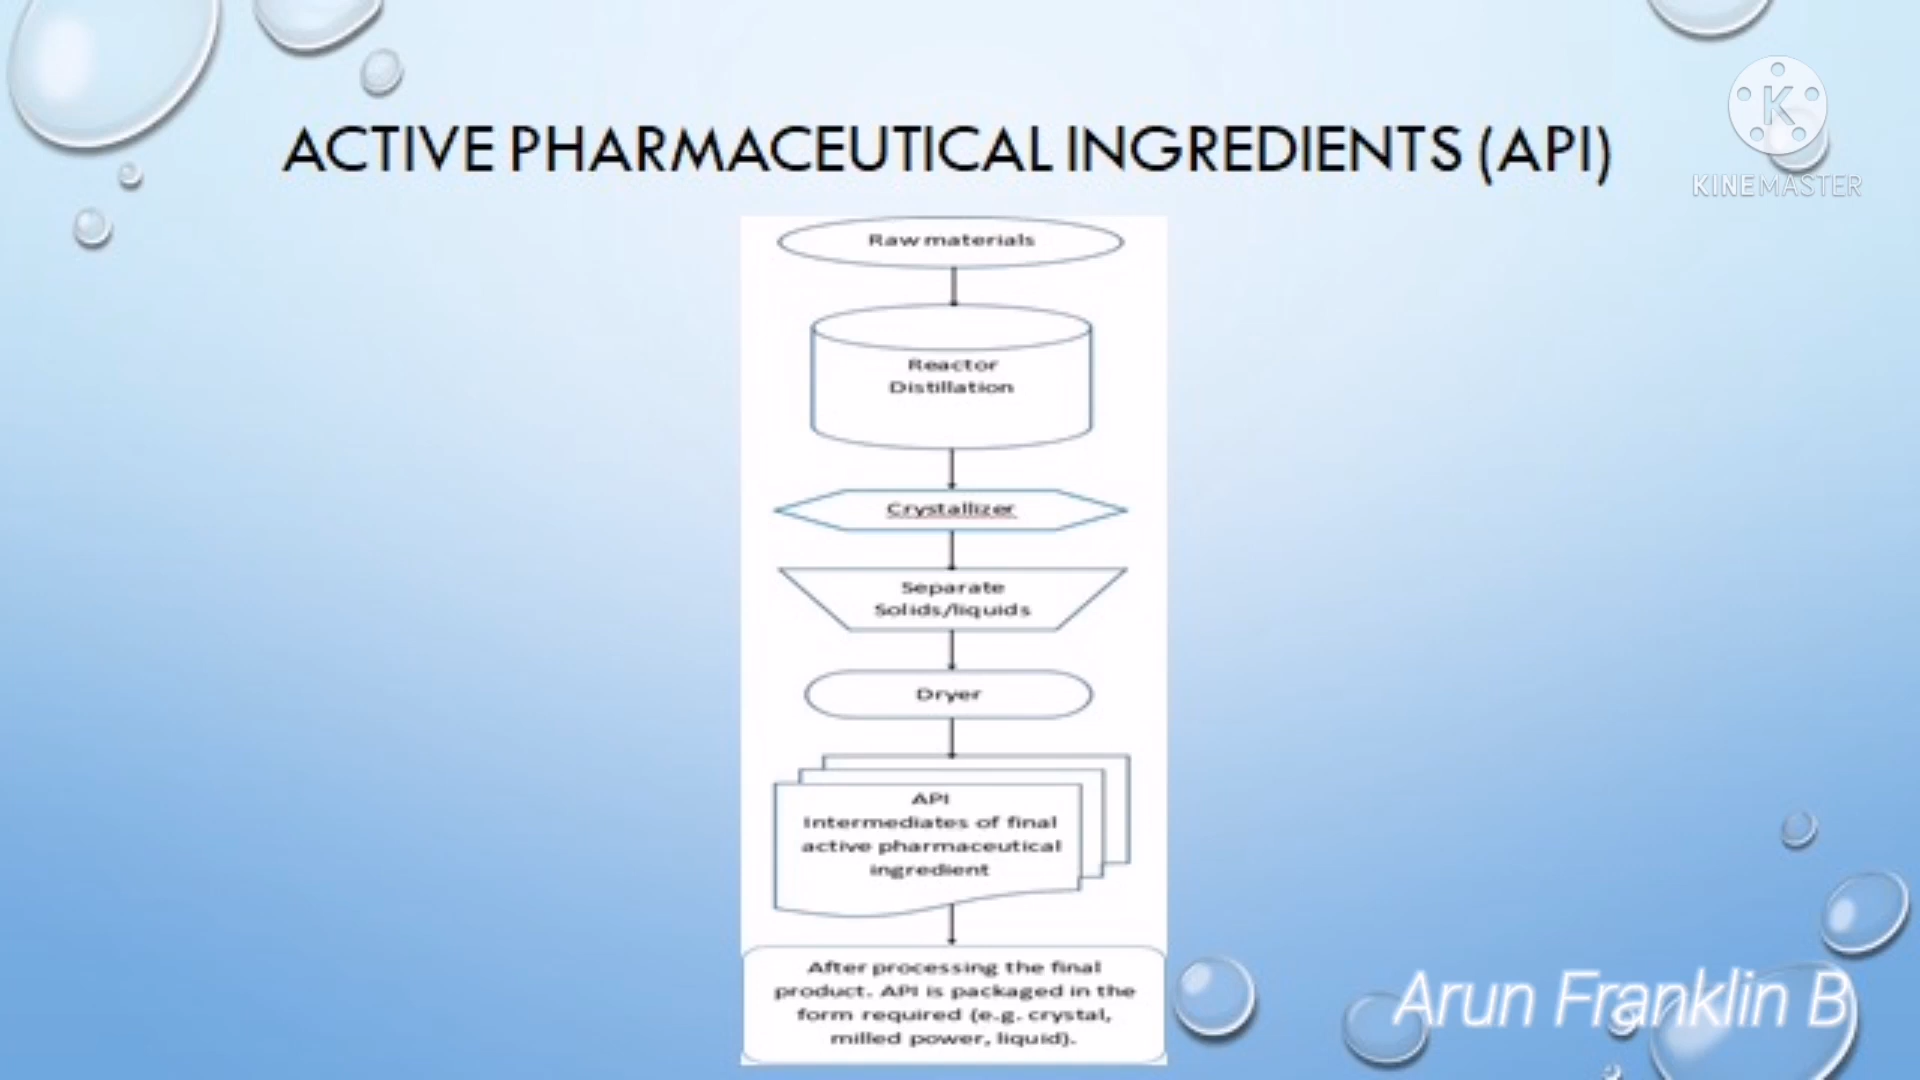 ACTIVE PHARMACEUTICAL INGREDIENTS (API)
K
KINEMASTER
Raw materials
Reactor
Distillation
Crystallizer
Separate
Solids/liquids
Dryer
API
Intermediates of final
active pharmaceutical
ingredient
After processing the final
product. API is packaged in the
form required (e.g. crystal,
milled power, liquid).
Arun Franklin B